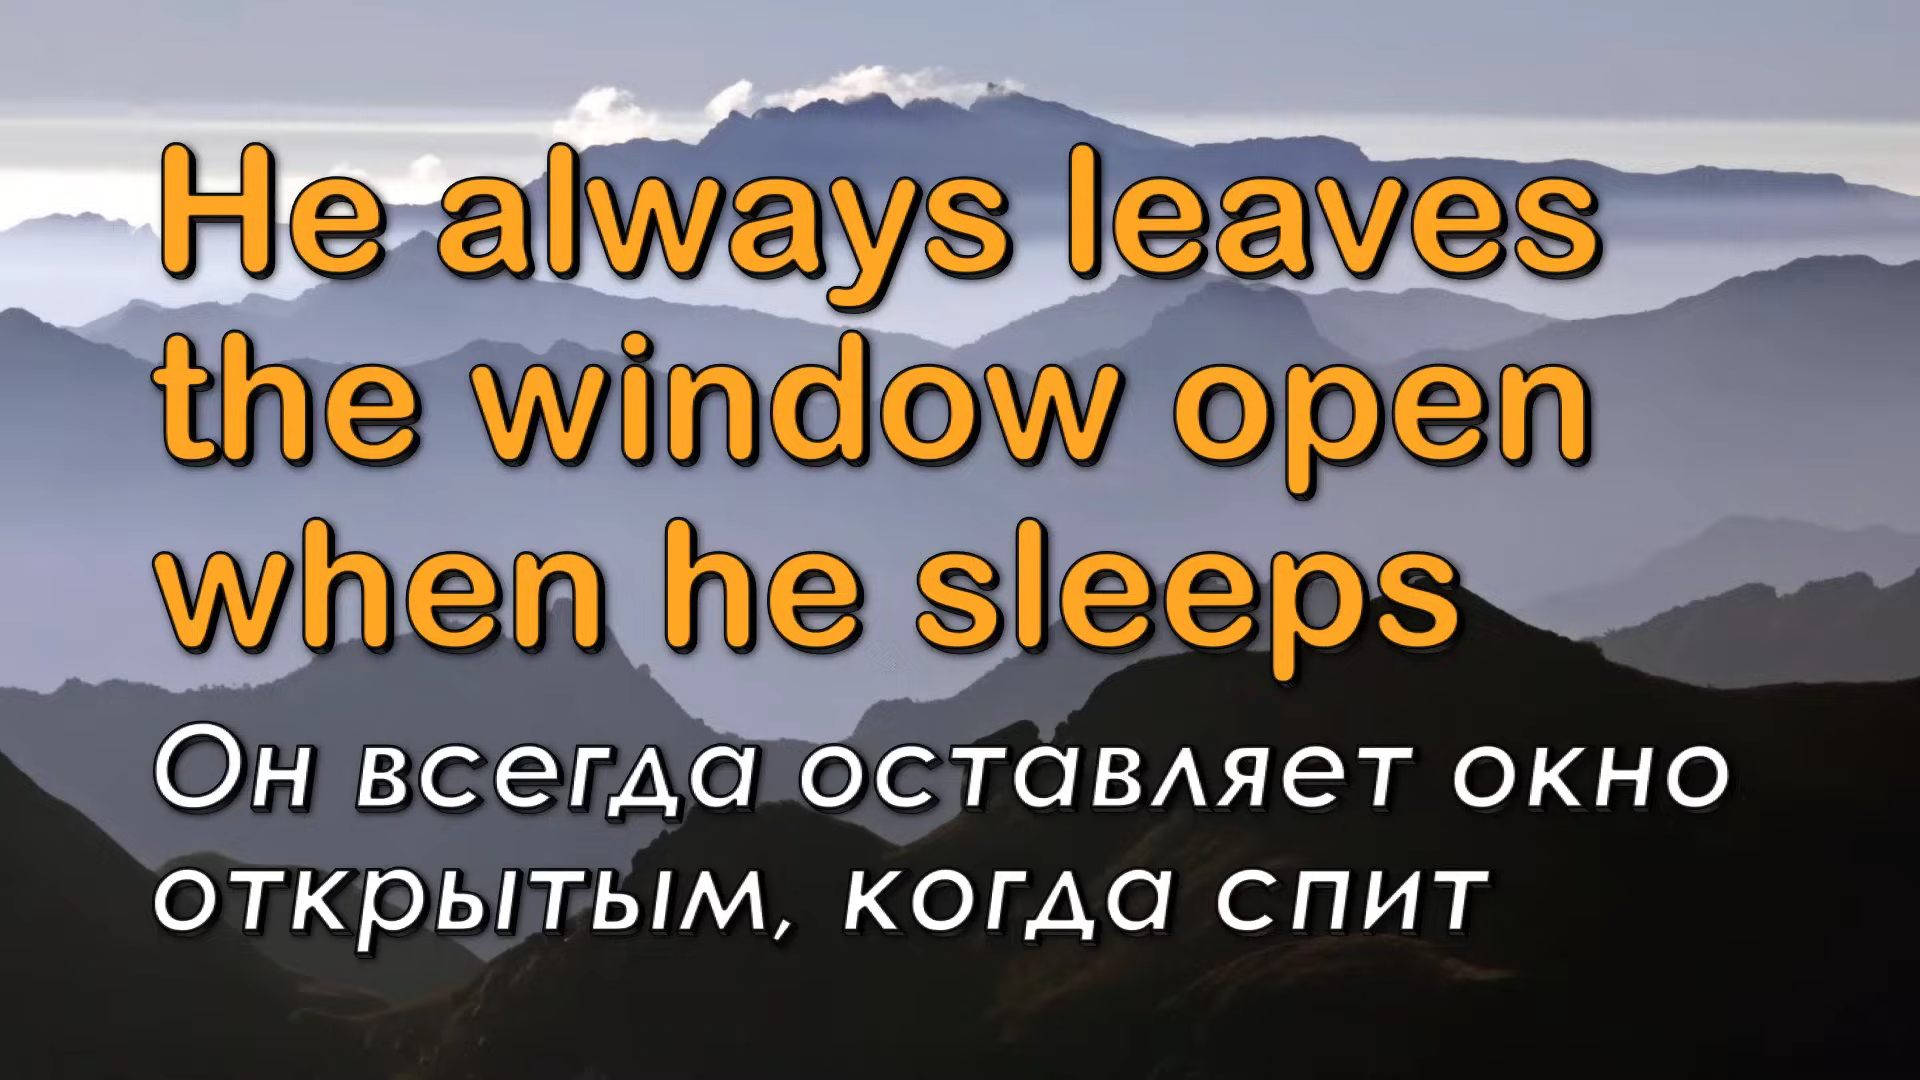 He always leaves
the window open
when he sleeps
Он всегда оставляет окно
открытым, когда спит